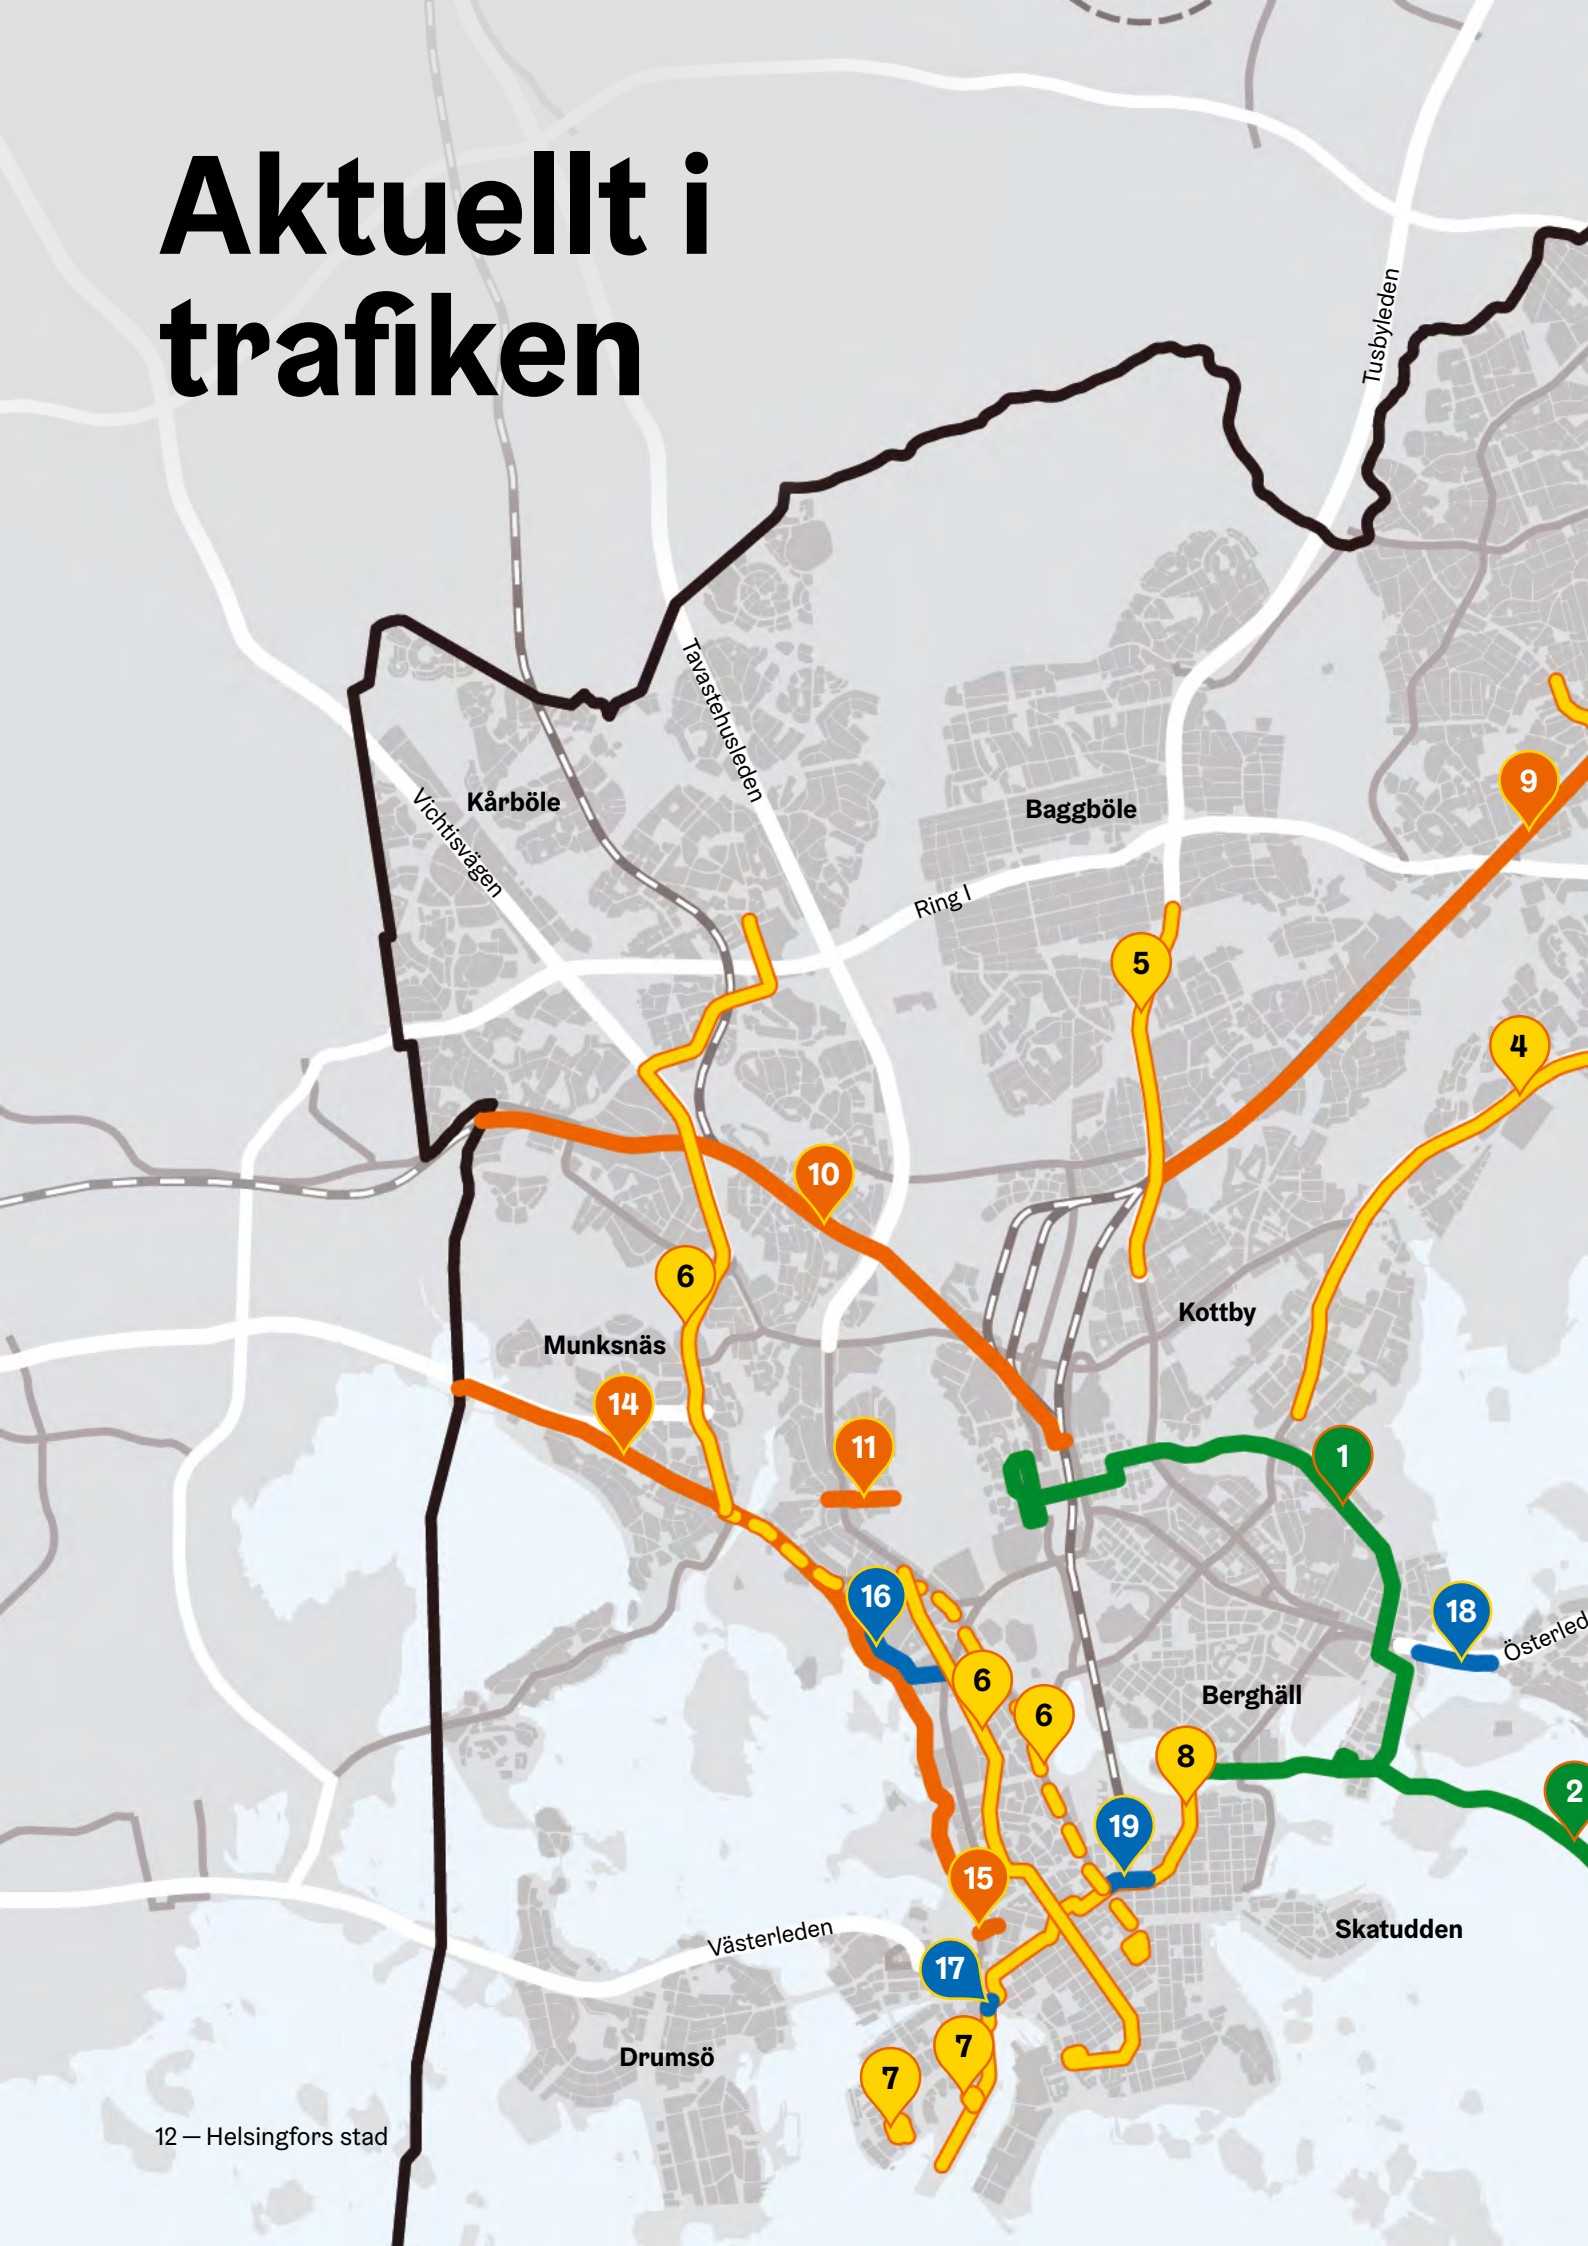 Aktuellt i
trafiken
Tusbyleden
Tavastehusleden
Kårböle
Vichtisvägen
Baggböle
9
Ring I
5
4
10
6
Kottby
Munksnäs
14
11
1
16
18
Österled
6
6
Berghäll
8
2
19
15
Skatudden
Västerleden
17
7
Drumsö
7
12 — Helsingfors stad